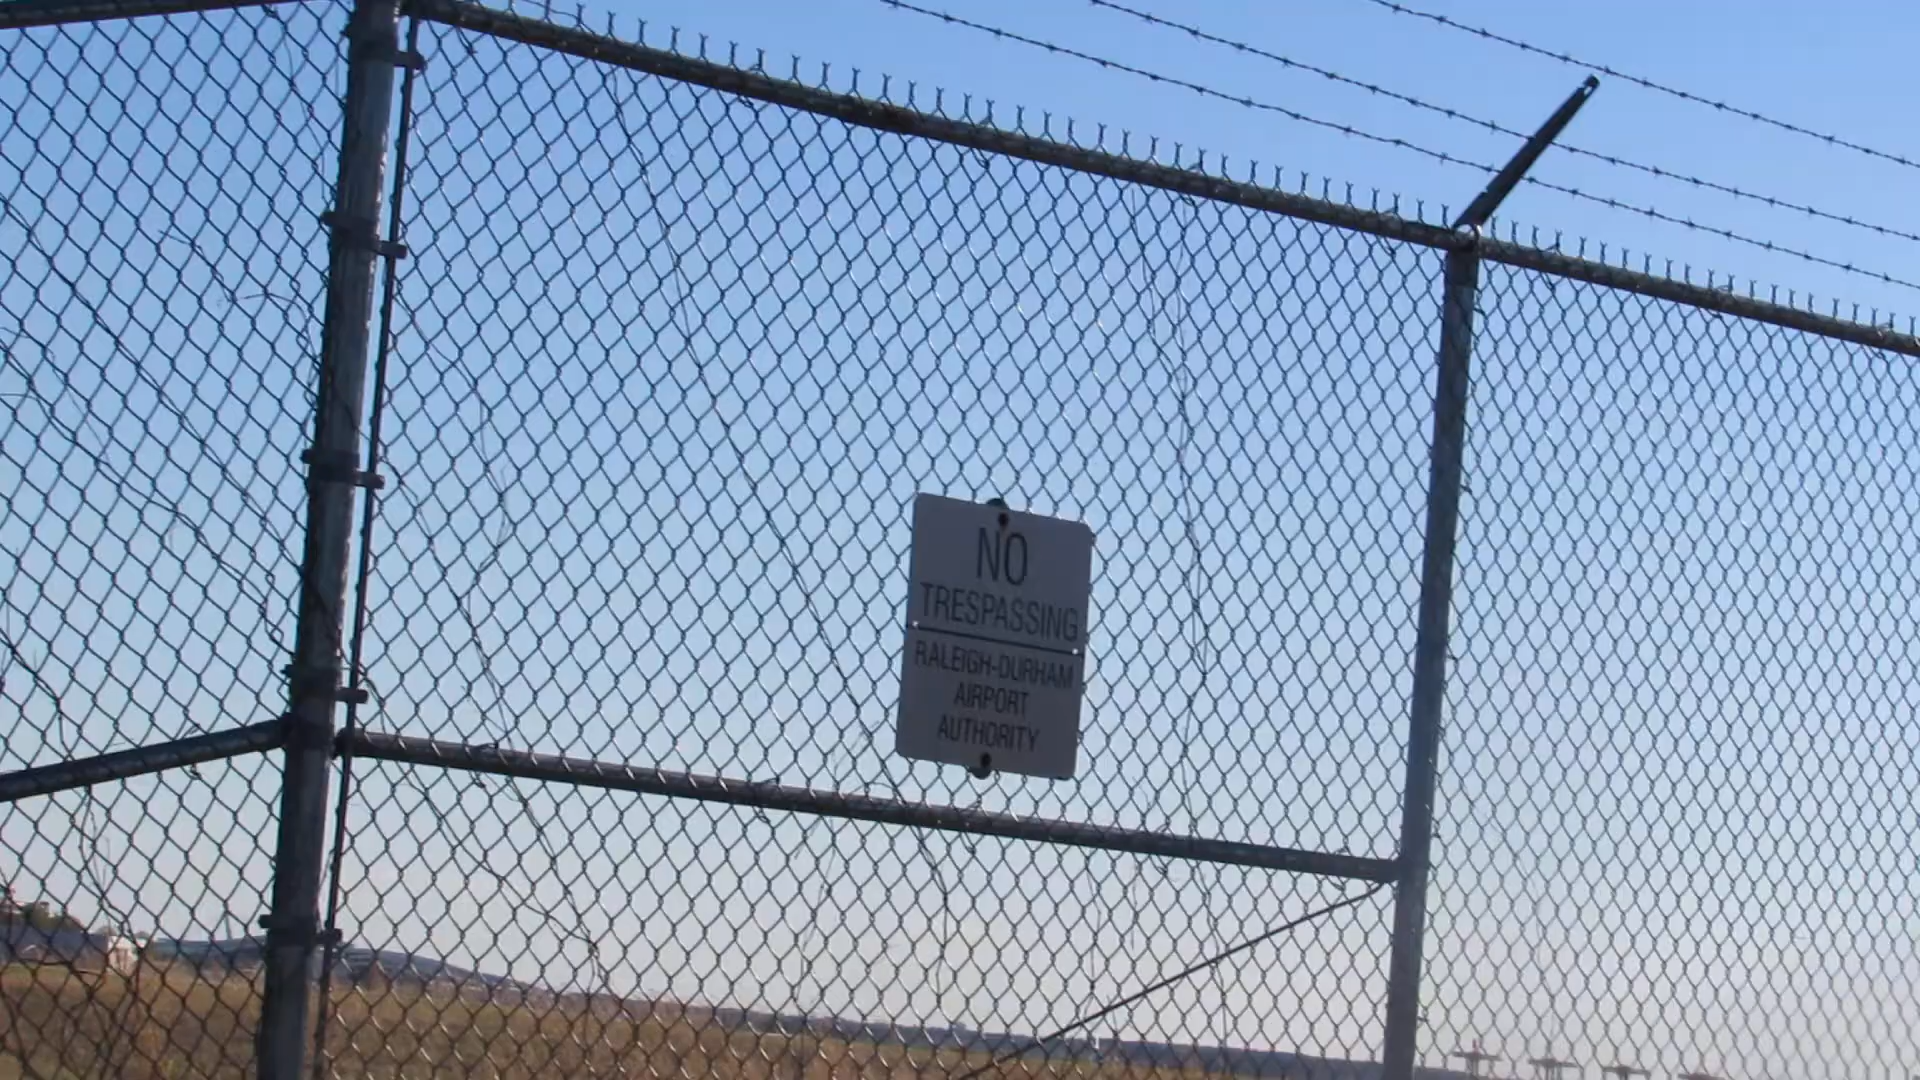 NO
TRESPASSING
RALEIGH-DURHAM
AIRPORT
AUTHORITY